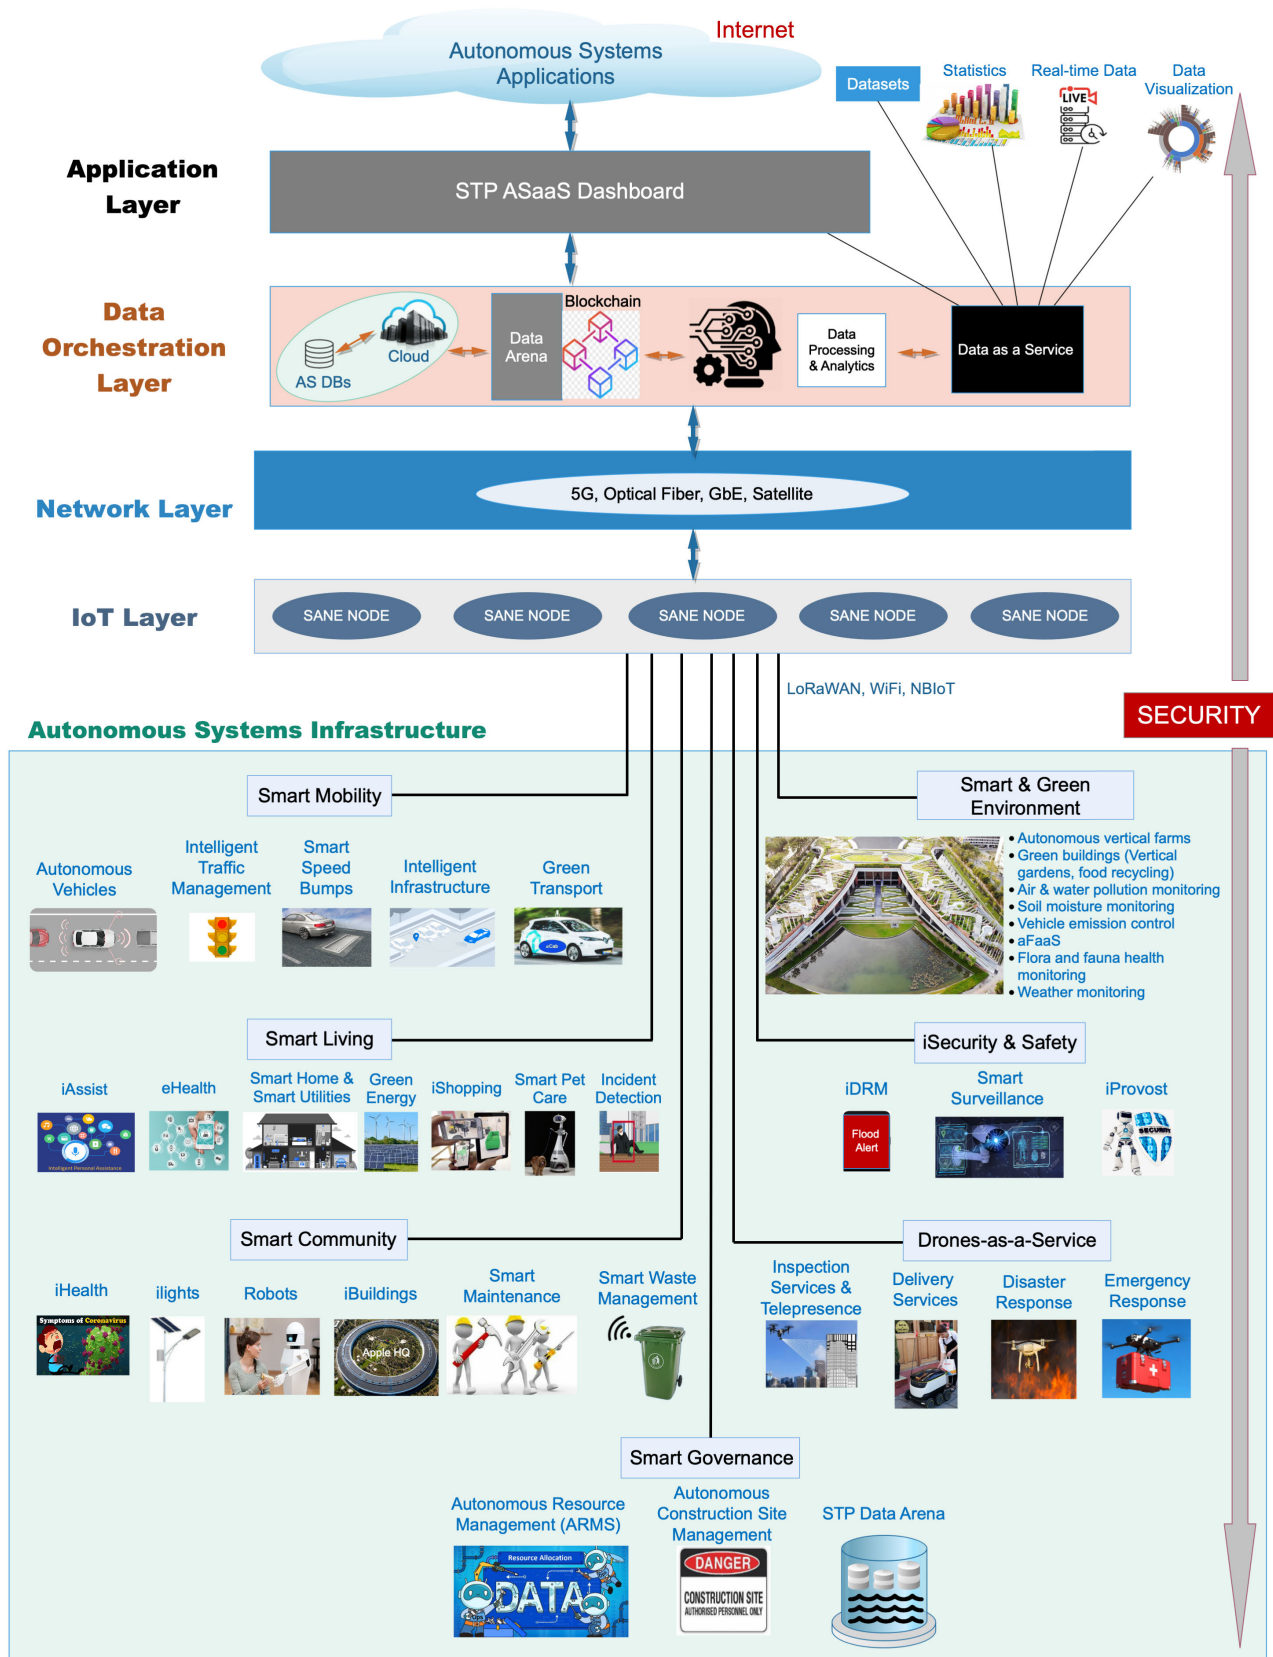 Internet
Autonomous Systems
Applications
Datasets
Statistics
Real-time Data
Data
Visualization
LIVE
Application
Layer
STP ASaaS Dashboard
Data
Orchestration
Layer
AS DBs
Cloud
Data
Arena
Blockchain
Data
Processing
& Analytics
Data as a Service
Network Layer
5G, Optical Fiber, GbE, Satellite
IoT Layer
SANE NODE
SANE NODE
SANE NODE
SANE NODE
SANE NODE
LoRaWAN, WiFi, NBIoT
SECURITY
Autonomous Systems Infrastructure
Smart Mobility
Autonomous
Vehicles
Intelligent
Traffic
Management
Smart
Speed
Bumps
Intelligent
Infrastructure
Green
Transport
Smart & Green
Environment
• Autonomous vertical farms
• Green buildings (Vertical
gardens, food recycling)
• Air & water pollution monitoring
• Soil moisture monitoring
• Vehicle emission control
• aFaaS
• Flora and fauna health
monitoring
• Weather monitoring
Smart Living
iAssist
Intelligent Personal Assistance
eHealth
Smart Home &
Smart Utilities
Green
Energy
iShopping
Smart Pet
Care
Incident
Detection
iSecurity & Safety
iDRM
Flood
Alert
Smart
Surveillance
iProvost
SECURITY
Smart Community
iHealth
Symptoms of Coronavirus
ilights
Robots
iBuildings
Apple HQ
Smart
Maintenance
Smart Waste
Management
Drones-as-a-Service
Inspection
Services &
Telepresence
Delivery
Services
Disaster
Response
Emergency
Response
Smart Governance
Autonomous Resource
Management (ARMS)
Resource Allocation
DATA
Autonomous
Construction Site
Management
DANGER
CONSTRUCTION SITE
AUTHORISED PERSONNEL ONLY
STP Data Arena